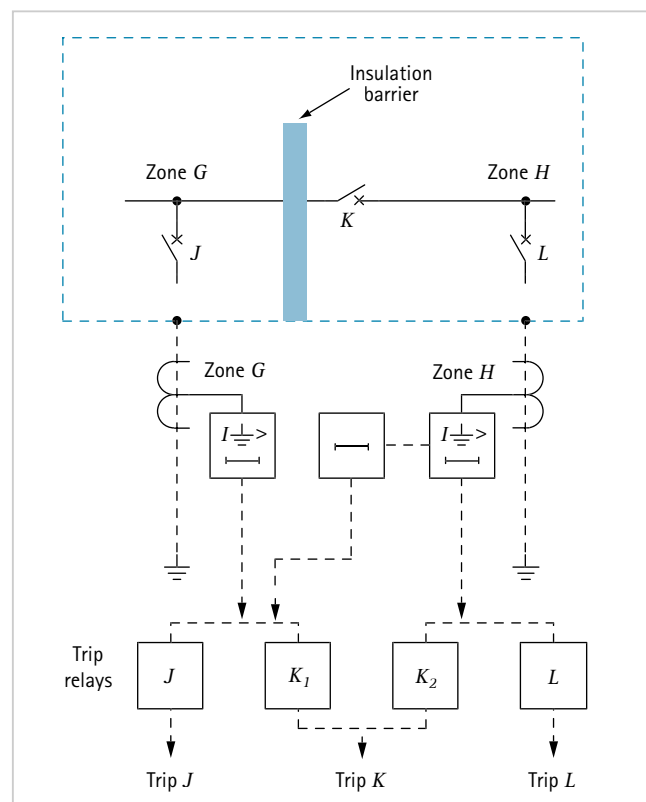 Insulation
barrier
Zone G
Zone H
K
J
L
Zone G
Zone H
I >
I >
Trip
relays
J
K1
K2
L
Trip J
Trip K
Trip L